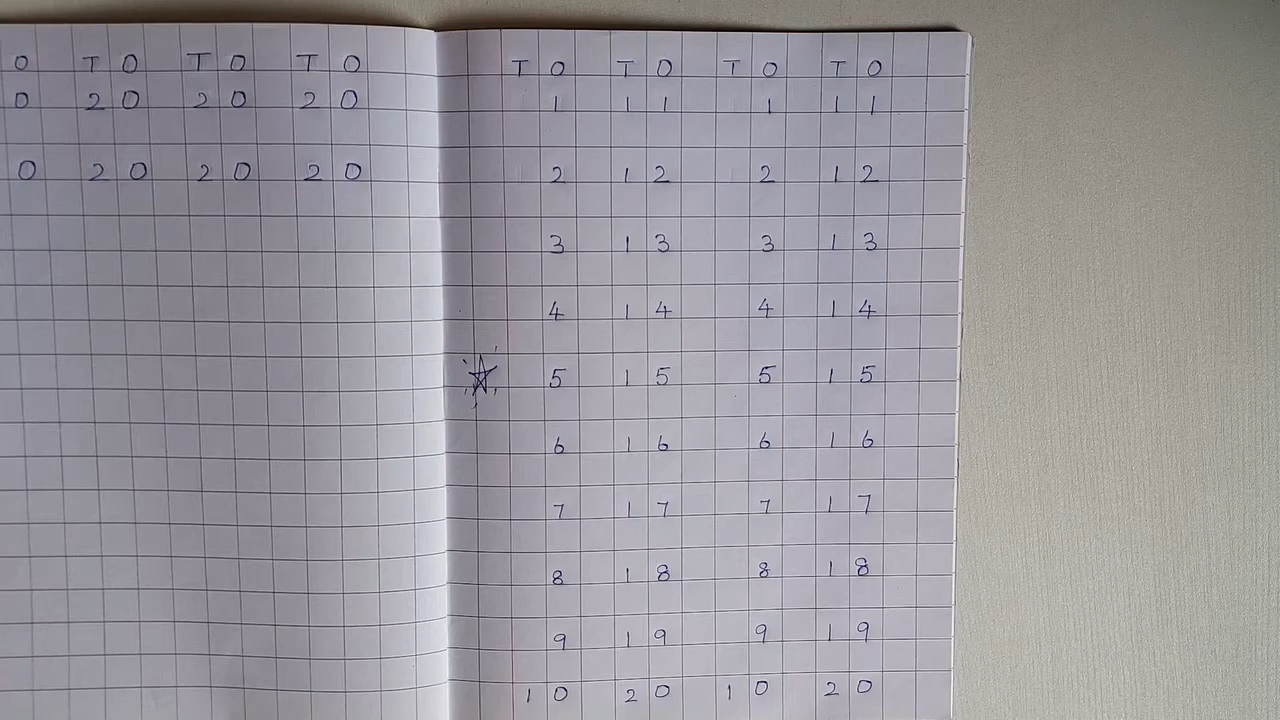 O T O T O T O
0 2 0 2 0 2 0
0 2 0 2 0 2 0
T O T O T O T O
1 1 1 1 1 1
2 1 2 2 1 2
3 1 3 3 1 3
4 1 4 4 1 4
5 1 5 5 1 5
6 1 6 6 1 6
7 1 7 7 1 7
8 1 8 8 1 8
9 1 9 9 1 9
1 0 2 0 1 0 2 0